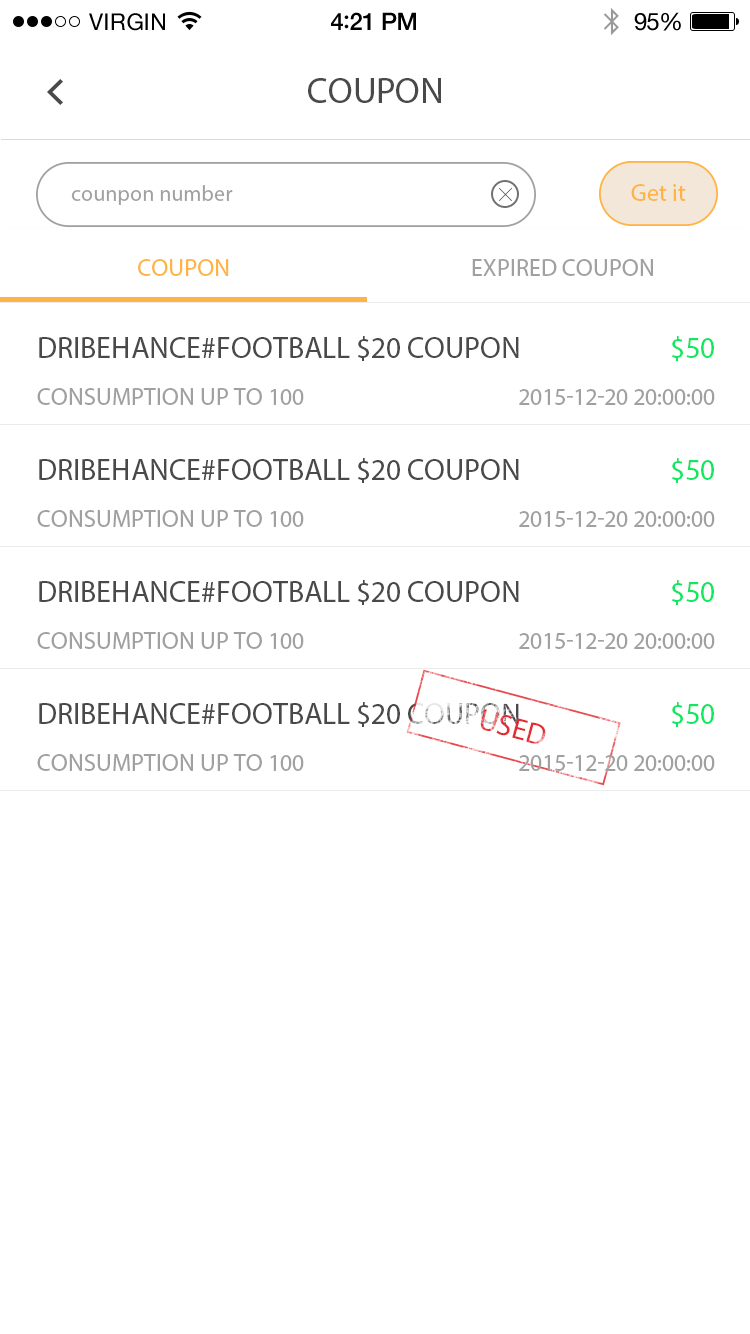 VIRGIN 4:21 PM 95%
COUPON
counpon number Get it
COUPON EXPIRED COUPON
DRIBEHANCE#FOOTBALL $20 COUPON $50
CONSUMPTION UP TO 100 2015-12-20 20:00:00
DRIBEHANCE#FOOTBALL $20 COUPON $50
CONSUMPTION UP TO 100 2015-12-20 20:00:00
DRIBEHANCE#FOOTBALL $20 COUPON $50
CONSUMPTION UP TO 100 2015-12-20 20:00:00
DRIBEHANCE#FOOTBALL $20 COUPON $50
USED
CONSUMPTION UP TO 100 2015-12-20 20:00:00